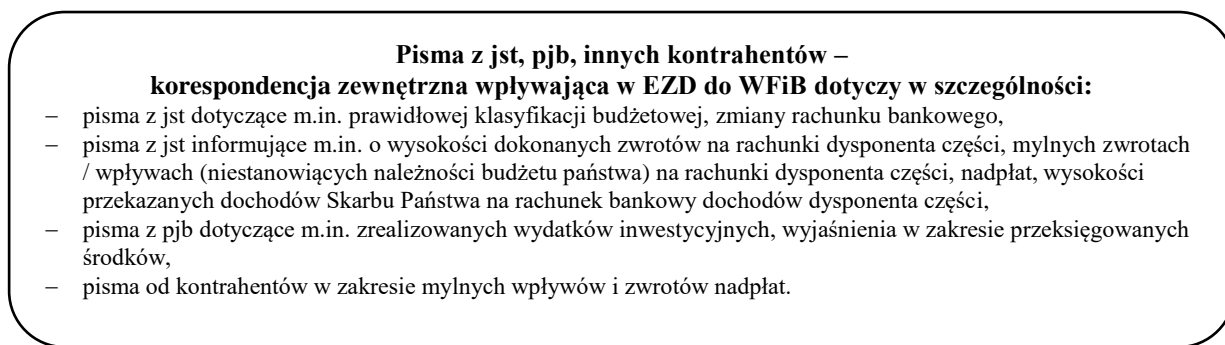 Pisma z jst, pjb, innych kontrahentów –
korespondencja zewnętrzna wpływająca w EZD do WFiB dotyczy w szczególności:
– pisma z jst dotyczące m.in. prawidłowej klasyfikacji budżetowej, zmiany rachunku bankowego,
– pisma z jst informujące m.in. o wysokości dokonanych zwrotów na rachunki dysponenta części, mylnych zwrotach
/ wpływach (niestanowiących należności budżetu państwa) na rachunki dysponenta części, nadpłat, wysokości
przekazanych dochodów Skarbu Państwa na rachunek bankowy dochodów dysponenta części,
– pisma z pjb dotyczące m.in. zrealizowanych wydatków inwestycyjnych, wyjaśnienia w zakresie przeksięgowanych
środków,
– pisma od kontrahentów w zakresie mylnych wpływów i zwrotów nadpłat.